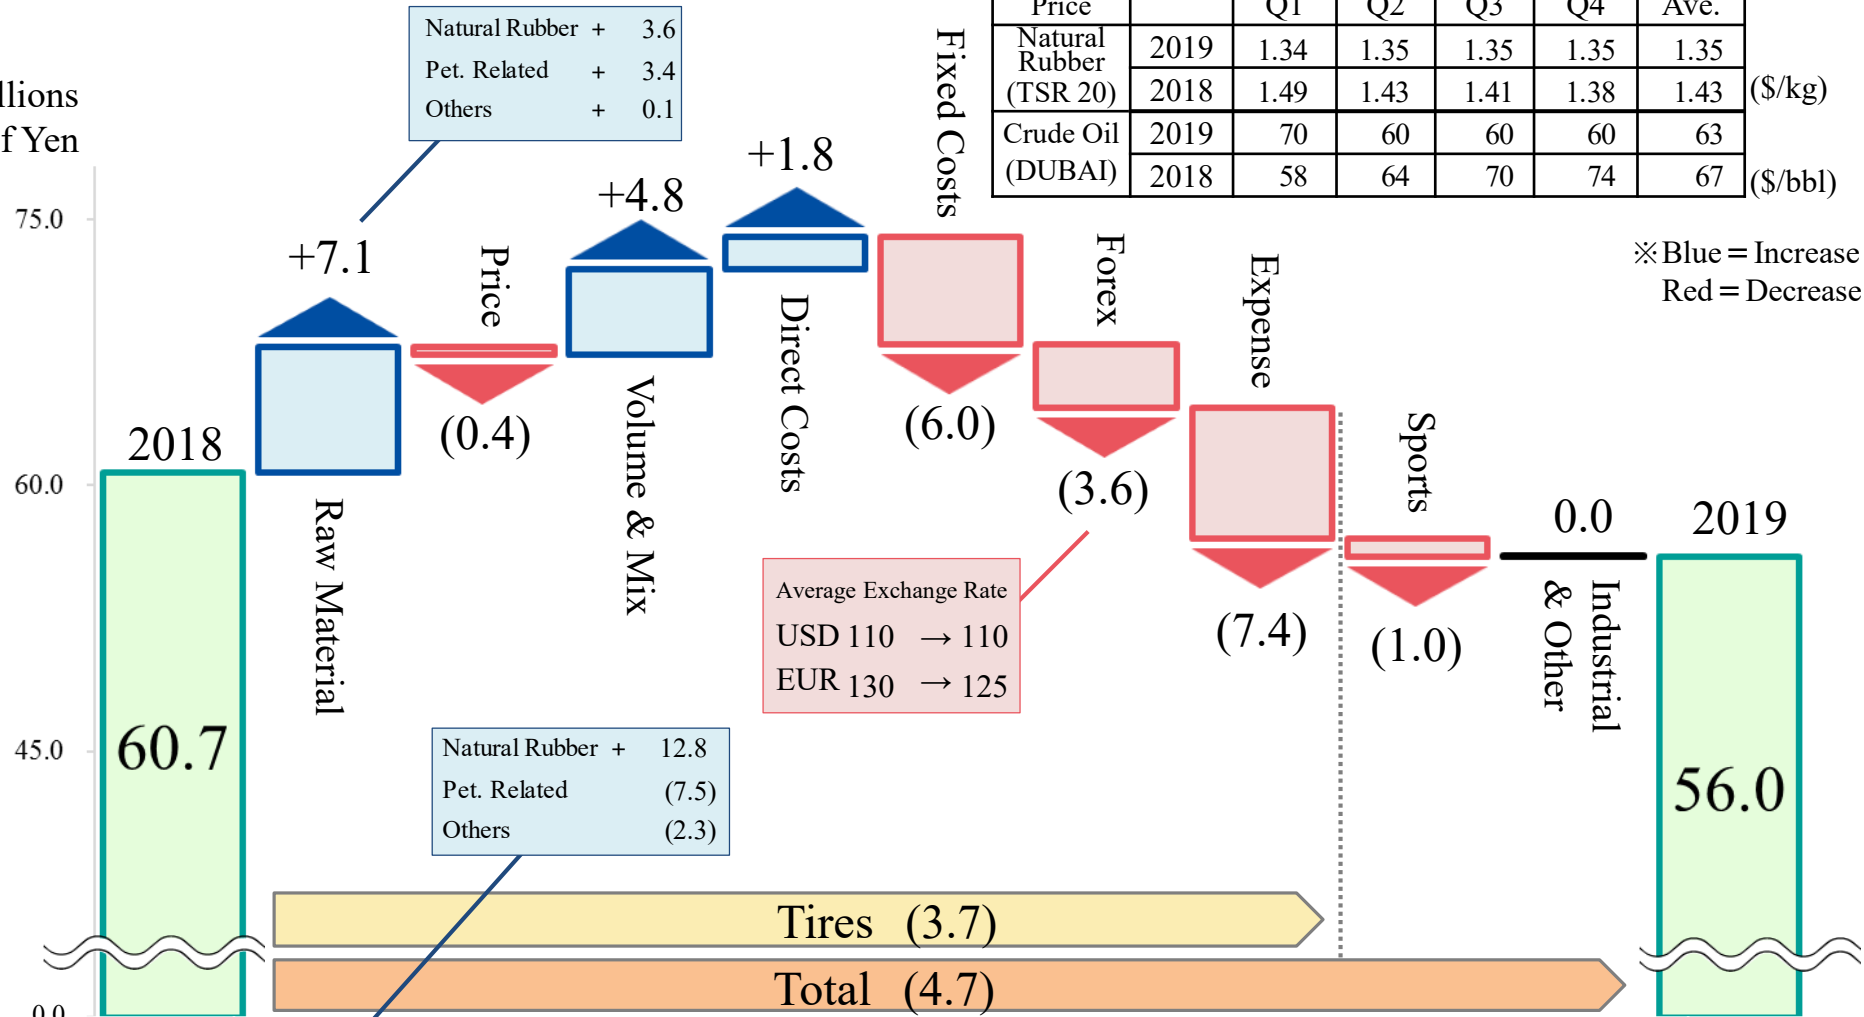 Natural Rubber + 3.6
Pet. Related + 3.4
Others + 0.1
Price Q1 Q2 Q3 Q4 Ave.
Natural Rubber (TSR 20) 2019 1.34 1.35 1.35 1.35 1.35
2018 1.49 1.43 1.41 1.38 1.43 ($/kg)
Crude Oil (DUBAI) 2019 70 60 60 60 63
2018 58 64 70 74 67 ($/bbl)
llions
f Yen
※Blue＝Increase
Red＝Decrease
75.0
60.0
45.0
0.0
2018
60.7
+7.1
Raw Material
Price
(0.4)
+4.8
Volume & Mix
+1.8
Direct Costs
Fixed Costs
(6.0)
Forex
(3.6)
Average Exchange Rate
USD 110 → 110
EUR 130 → 125
Expense
(7.4)
Sports
(1.0)
0.0
Industrial
& Other
2019
56.0
Natural Rubber + 12.8
Pet. Related (7.5)
Others (2.3)
Tires (3.7)
Total (4.7)